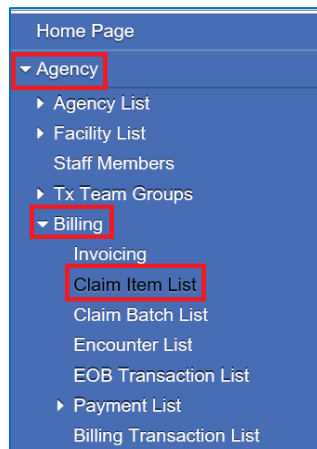 Home Page
Agency
Agency List
Facility List
Staff Members
Tx Team Groups
Billing
Invoicing
Claim Item List
Claim Batch List
Encounter List
EOB Transaction List
Payment List
Billing Transaction List